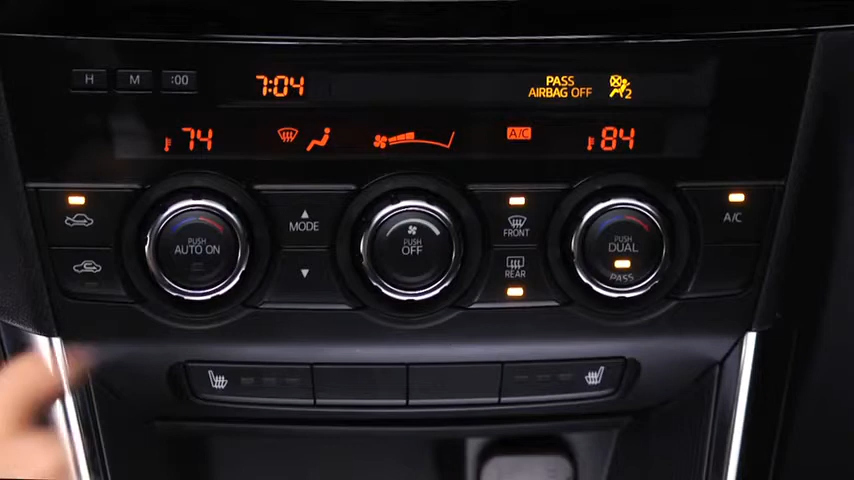 H M :00
7:04
PASS
AIRBAG OFF
2
74
A/C
84
PUSH
AUTO ON
MODE
PUSH
OFF
FRONT
REAR
PUSH
DUAL
PASS
A/C